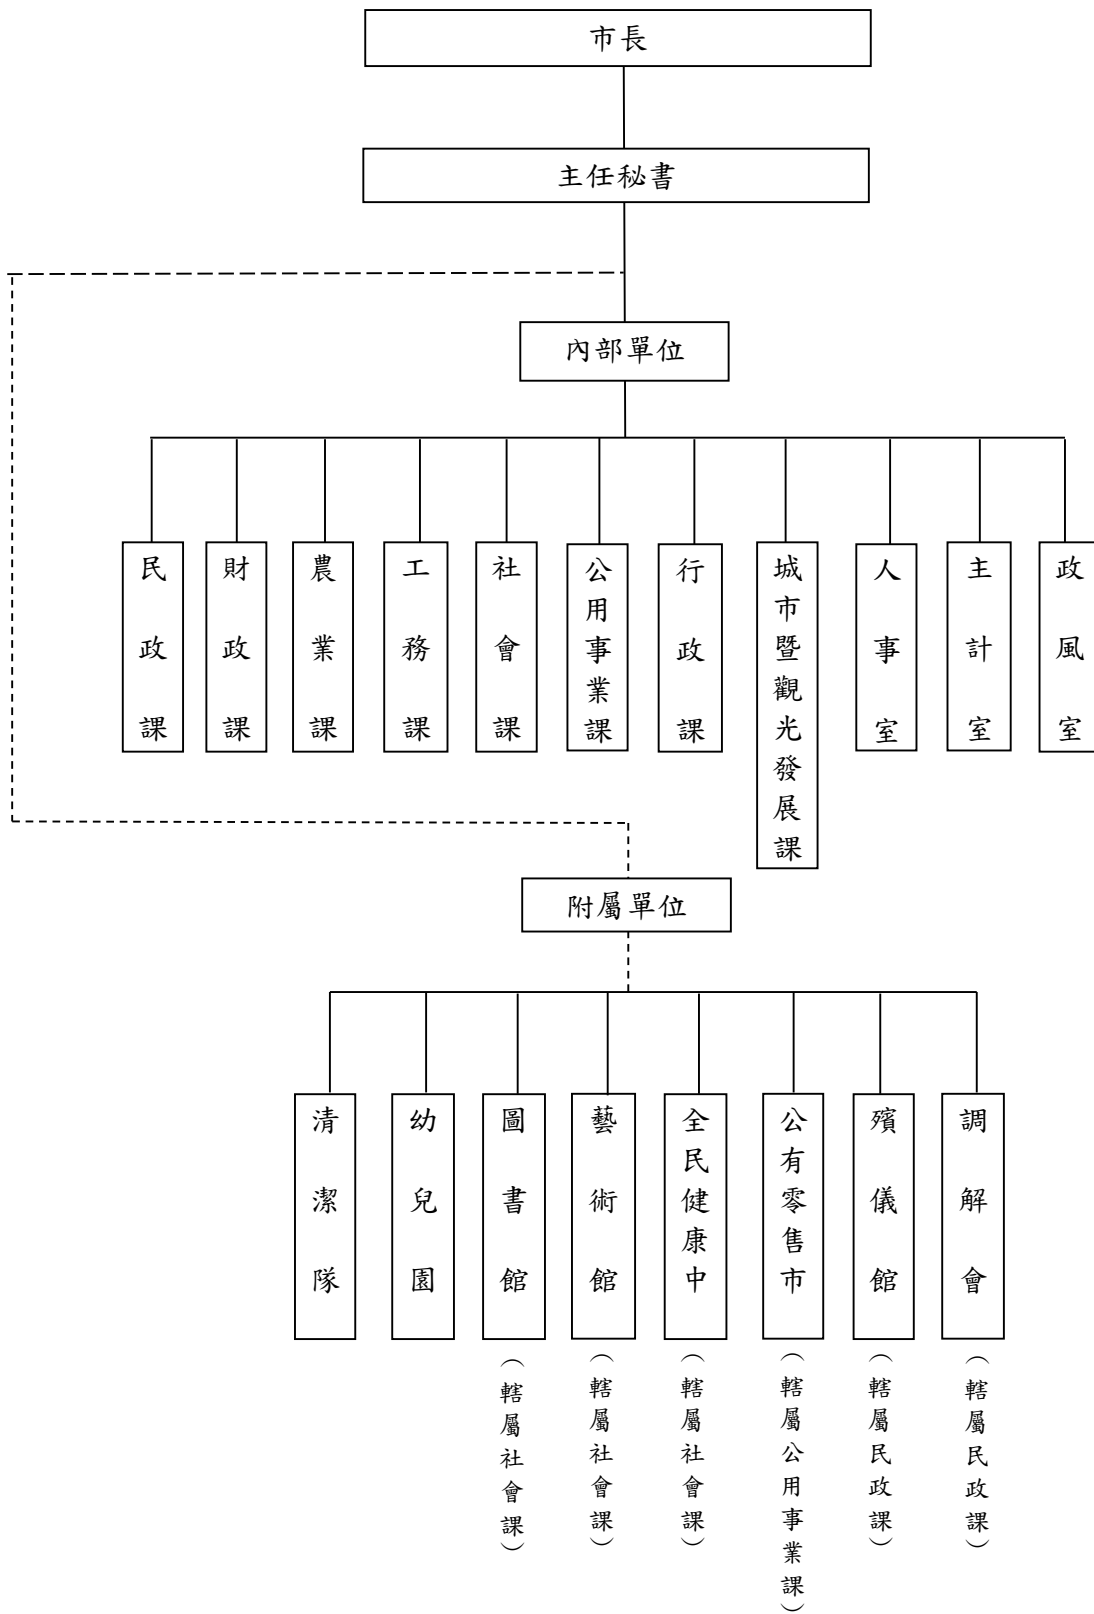 市長
主任秘書
內部單位
民政課
財政課
農業課
工務課
社會課
公用事業課
行政課
城市暨觀光發展課
人事室
主計室
政風室
附屬單位
清潔隊
幼兒園
圖書館
藝術館
全民健康中
公有零售市
殯儀館
調解會
（轄屬社會課）
（轄屬社會課）
（轄屬社會課）
（轄屬公用事業課）
（轄屬民政課）
（轄屬民政課）